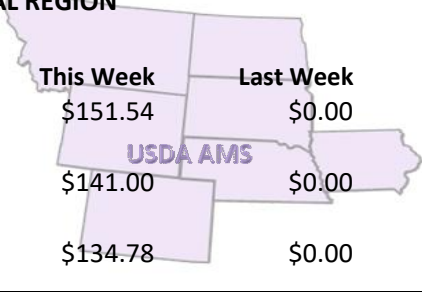 AL REGION
This Week Last Week
$151.54 $0.00
USDA AMS
$141.00 $0.00
$134.78 $0.00